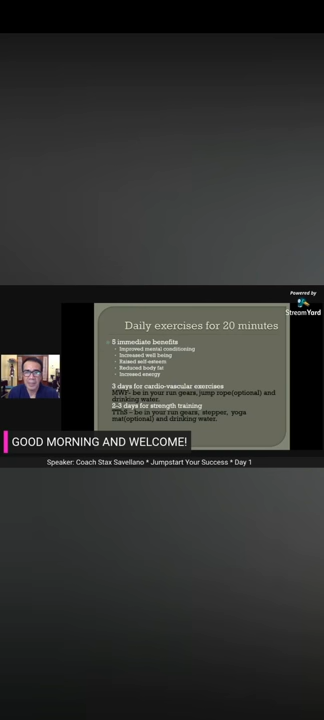 Powered by
StreamYard
Daily exercises for 20 minutes
5 immediate benefits
Improved mental conditioning
Increased well being
Raised self-esteem
Reduced body fat
Increased energy
3 days for cardio-vascular exercises
MWF– be in your run gears, jump rope(optional) and
drinking water.
2-3 days for strength training
TThS – be in your run gears, stepper, yoga
mat(optional) and drinking water.
GOOD MORNING AND WELCOME!
Speaker: Coach Stax Savellano * Jumpstart Your Success * Day 1